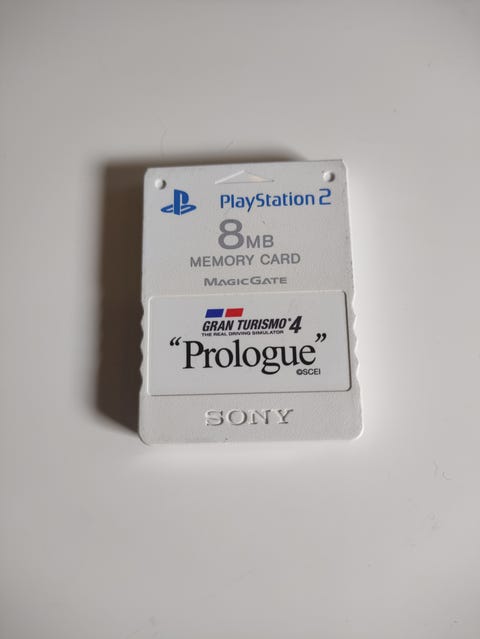 PlayStation 2
8MB
MEMORY CARD
MAGICGATE
GRAN TURISMO® 4
THE REAL DRIVING SIMULATOR
“Prologue”
©SCEI
SONY